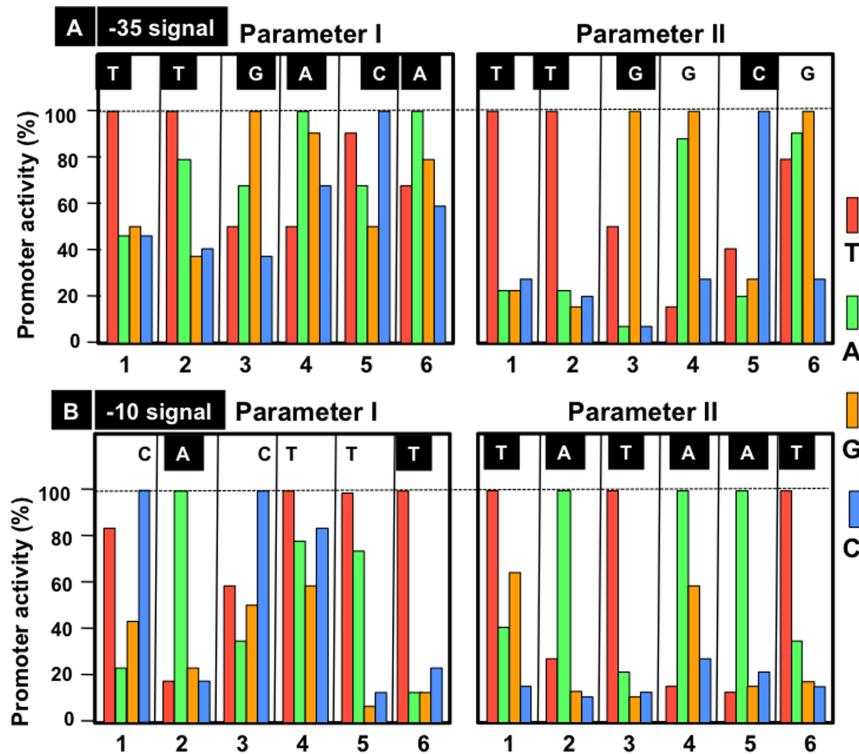 A -35 signal Parameter I Parameter II
T T G A C A T T G G C G
Promoter activity (%)
100
80
60
40
20
0
1 2 3 4 5 6 1 2 3 4 5 6
B -10 signal Parameter I Parameter II
C A C T T T T A T A A T
Promoter activity (%)
100
80
60
40
20
0
1 2 3 4 5 6 1 2 3 4 5 6
T
A
G
C